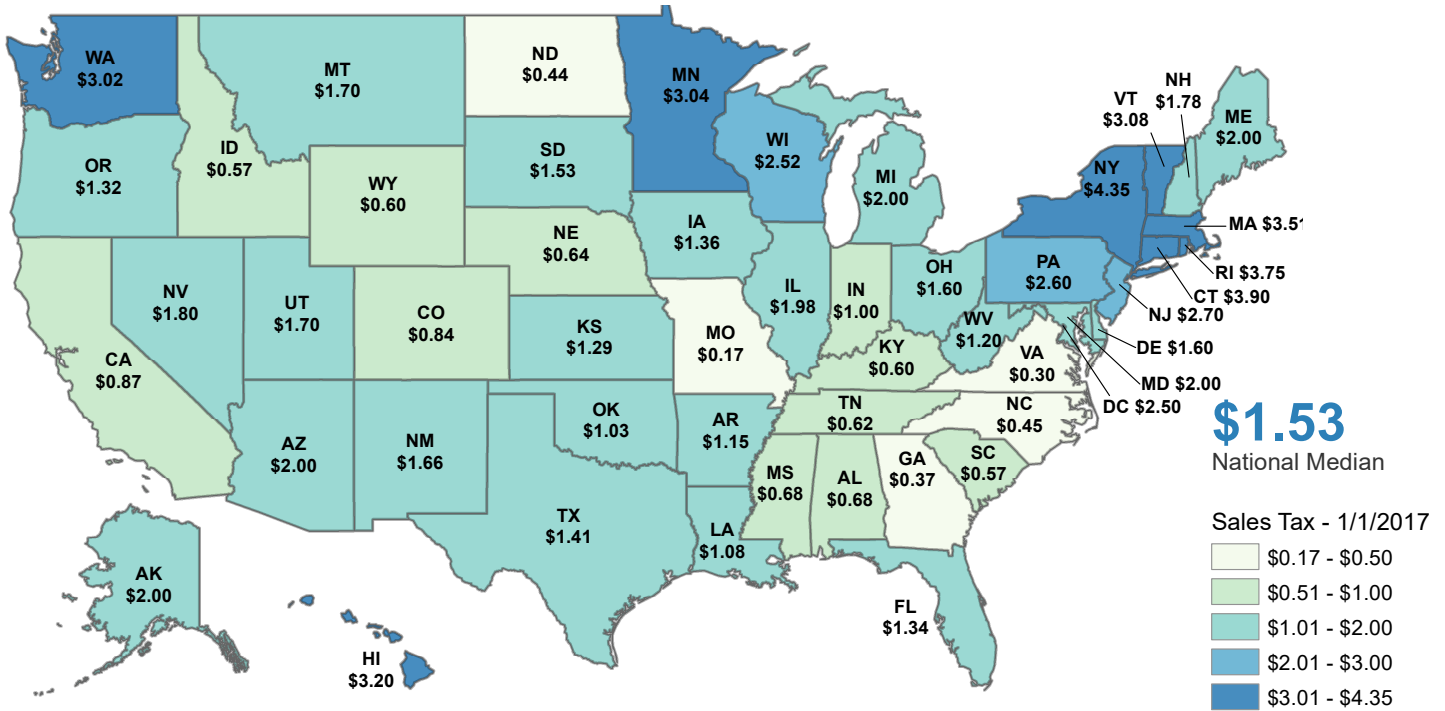 WA
$3.02
MT
$1.70
ND
$0.44
MN
$3.04
NH
$1.78
VT
$3.08
ME
$2.00
OR
$1.32
ID
$0.57
WY
$0.60
SD
$1.53
WI
$2.52
MI
$2.00
NY
$4.35
MA $3.51
RI $3.75
CT $3.90
NJ $2.70
DE $1.60
MD $2.00
DC $2.50
NE
$0.64
IA
$1.36
PA
$2.60
OH
$1.60
IN
$1.00
IL
$1.98
NV
$1.80
UT
$1.70
CO
$0.84
KS
$1.29
MO
$0.17
WV
$1.20
VA
$0.30
KY
$0.60
CA
$0.87
NC
$0.45
TN
$0.62
OK
$1.03
AR
$1.15
AZ
$2.00
NM
$1.66
MS
$0.68
AL
$0.68
GA
$0.37
SC
$0.57
TX
$1.41
LA
$1.08
AK
$2.00
HI
$3.20
FL
$1.34
$1.53
National Median
Sales Tax - 1/1/2017
$0.17 - $0.50
$0.51 - $1.00
$1.01 - $2.00
$2.01 - $3.00
$3.01 - $4.35